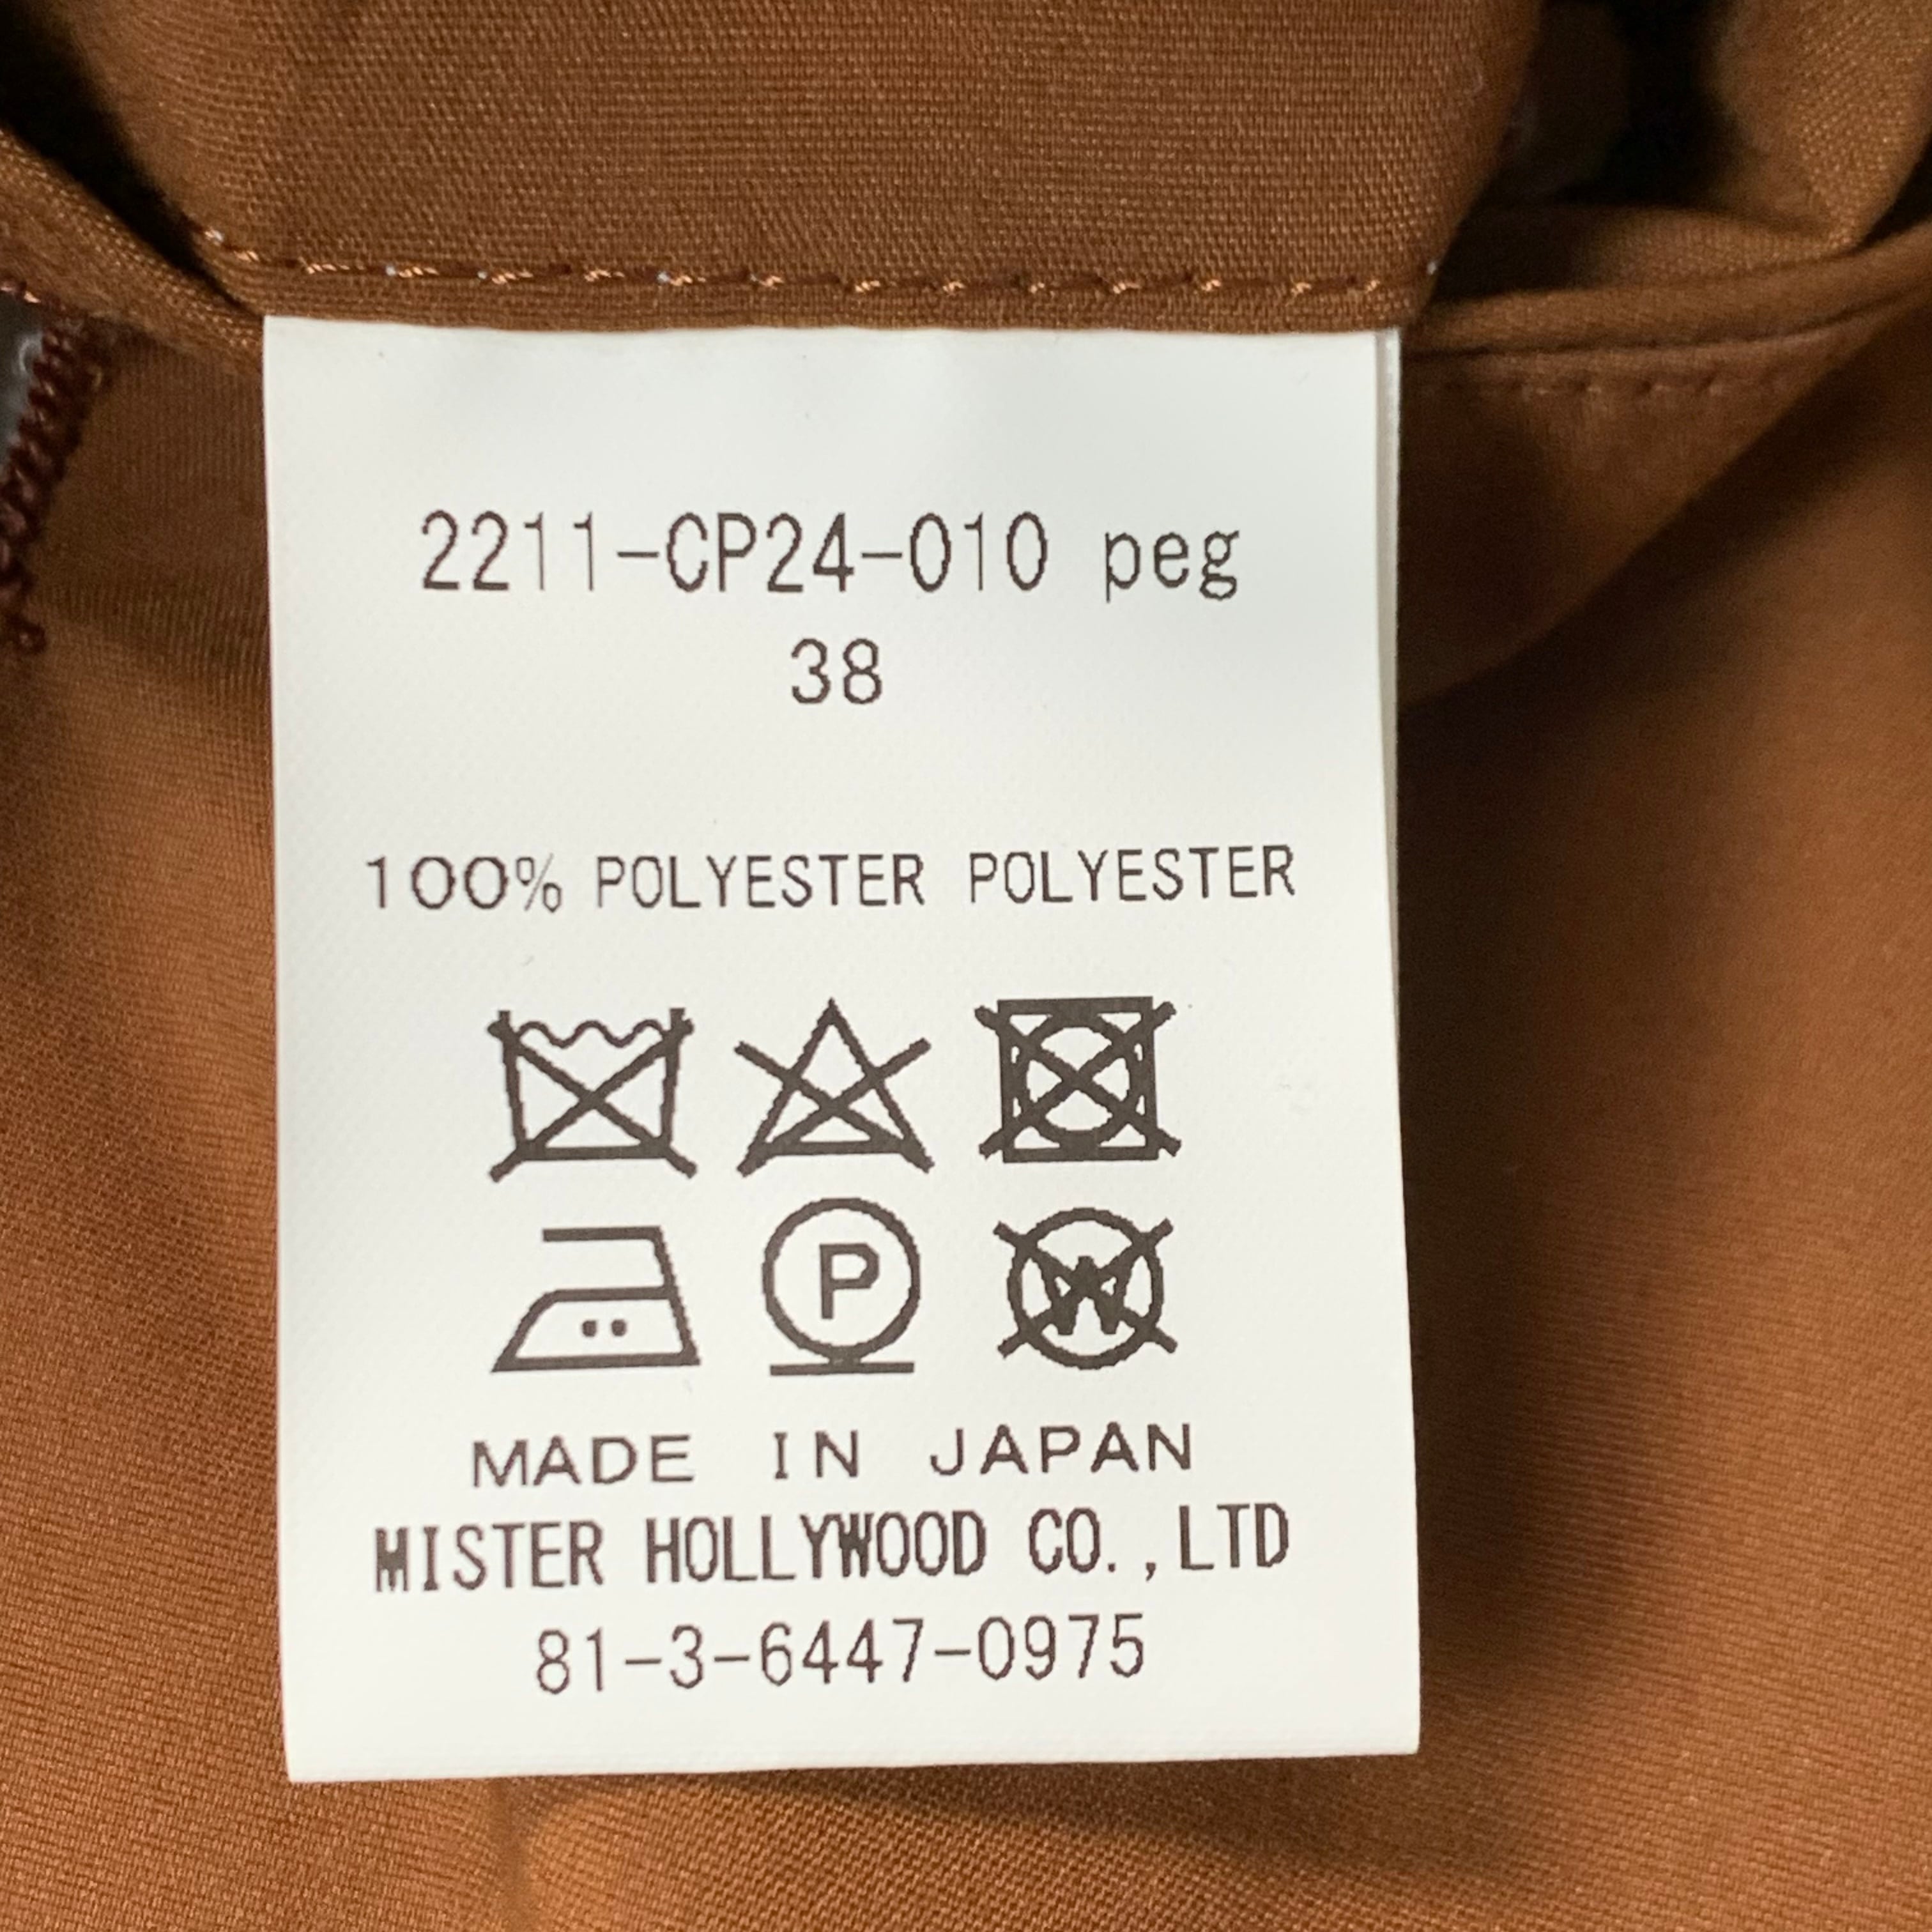 2211-CP24-010 peg
38
100% POLYESTER POLYESTER
P W
MADE IN JAPAN
MISTER HOLLYWOOD CO.,LTD
81-3-6447-0975